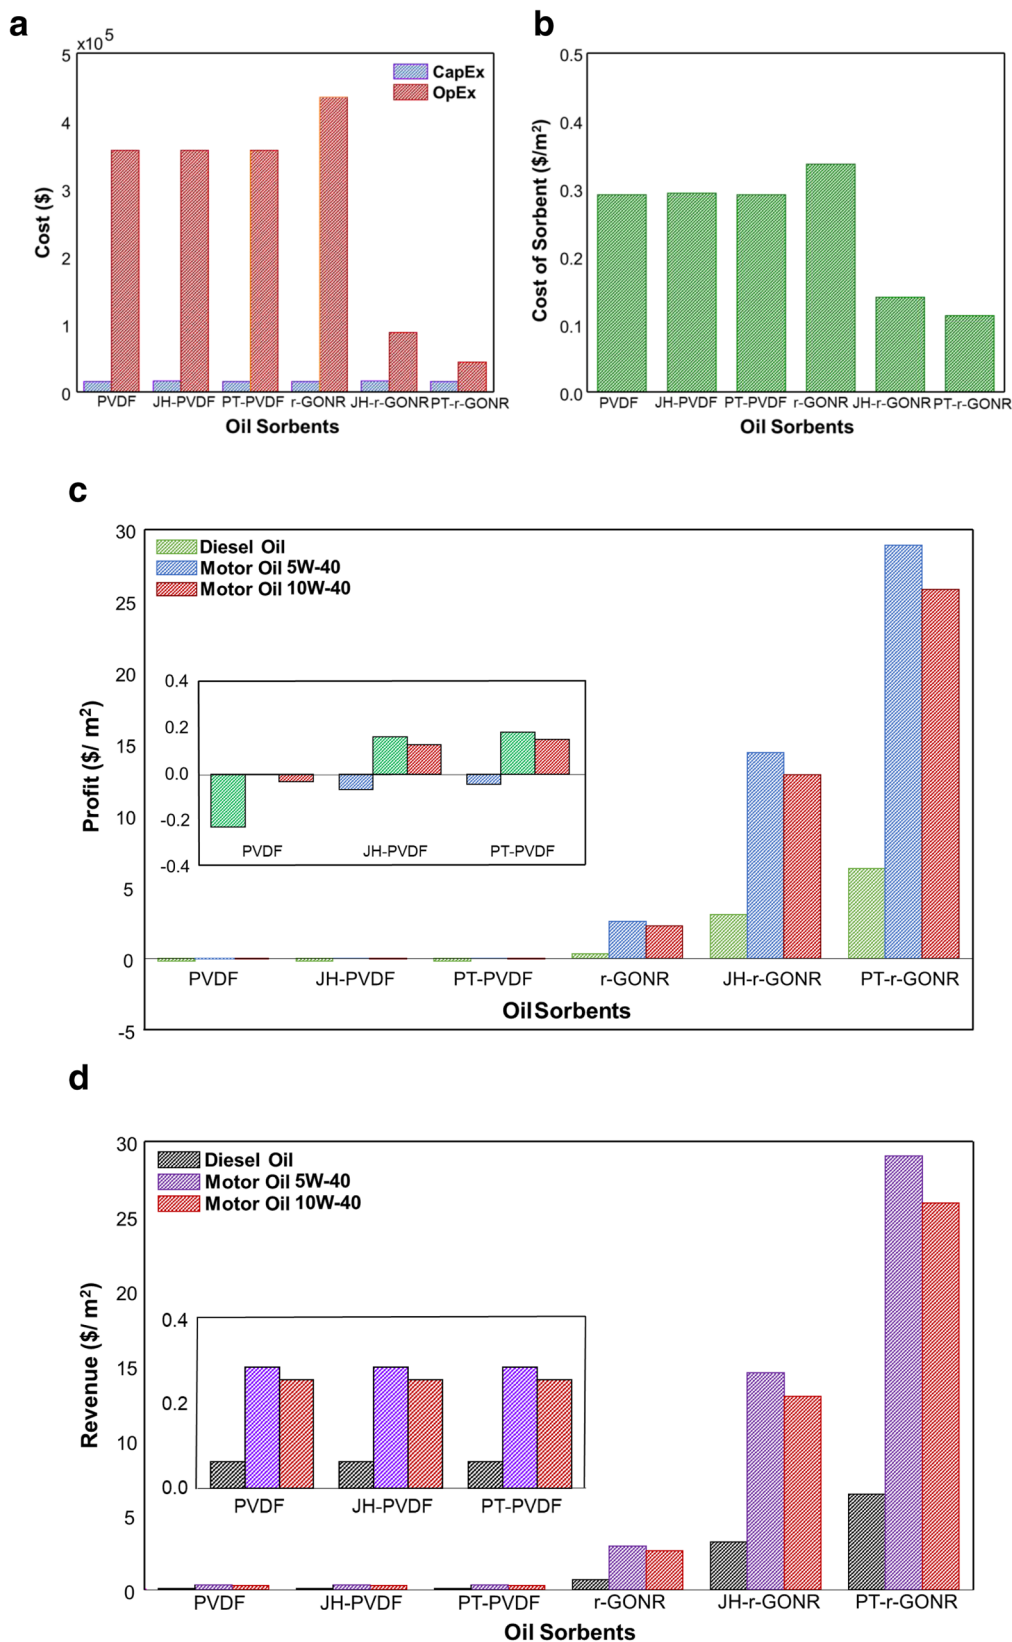 a
x10⁵
5
4
3
2
1
0
Cost ($)
CapEx
OpEx
PVDF JH-PVDF PT-PVDF r-GONR JH-r-GONR PT-r-GONR
Oil Sorbents
b
0.5
0.4
0.3
0.2
0.1
0.0
Cost of Sorbent ($/m²)
PVDF JH-PVDF PT-PVDF r-GONR JH-r-GONR PT-r-GONR
Oil Sorbents
c
30
25
20
15
10
5
0
-5
Profit ($/ m²)
Diesel Oil
Motor Oil 5W-40
Motor Oil 10W-40
0.4
0.2
0.0
-0.2
-0.4
PVDF JH-PVDF PT-PVDF
PVDF JH-PVDF PT-PVDF r-GONR JH-r-GONR PT-r-GONR
Oil Sorbents
d
30
25
20
15
10
5
0
Revenue ($/ m²)
Diesel Oil
Motor Oil 5W-40
Motor Oil 10W-40
0.4
0.2
0.0
PVDF JH-PVDF PT-PVDF
PVDF JH-PVDF PT-PVDF r-GONR JH-r-GONR PT-r-GONR
Oil Sorbents